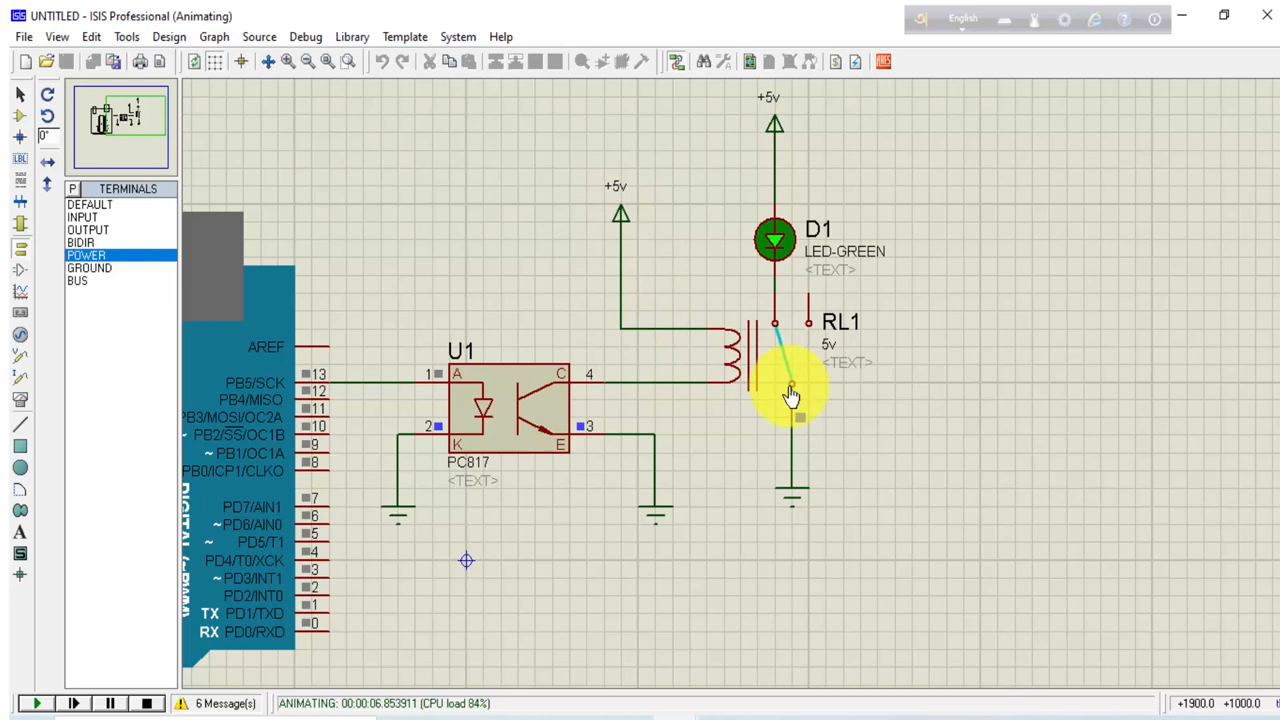 UNTITLED - ISIS Professional (Animating)
English
File View Edit Tools Design Graph Source Debug Library Template System Help
ARES
0°
LBL
P TERMINALS
DEFAULT
INPUT
OUTPUT
BIDIR
POWER
GROUND
BUS
A
S
+5v
+5v
D1
LED-GREEN
<TEXT>
RL1
5v
<TEXT>
U1
1 A C 4
2 K E 3
PC817
<TEXT>
AREF
PB5/SCK 13
PB4/MISO 12
PB3/MOSI/OC2A 11
~ PB2/SS/OC1B 10
~ PB1/OC1A 9
PB0/ICP1/CLKO 8
PD7/AIN1 7
~ PD6/AIN0 6
~ PD5/T1 5
PD4/T0/XCK 4
~ PD3/INT1 3
PD2/INT0 2
TX PD1/TXD 1
RX PD0/RXD 0
6 Message(s)
ANIMATING: 00:00:06.853911 (CPU load 84%)
+1900.0 +1000.0